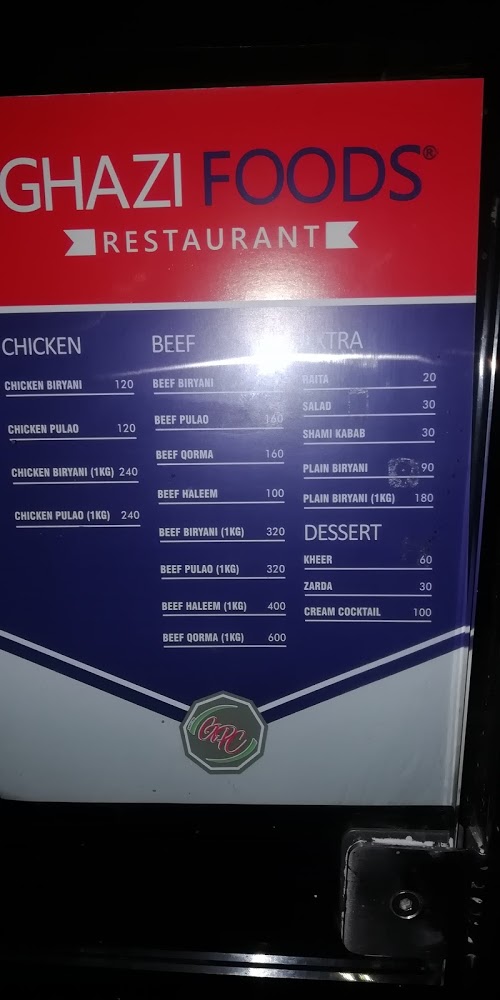 GHAZI FOODS®
RESTAURANT
CHICKEN
CHICKEN BIRYANI 120
CHICKEN PULAO 120
CHICKEN BIRYANI (1KG) 240
CHICKEN PULAO (1KG) 240
BEEF
BEEF BIRYANI
BEEF PULAO 160
BEEF QORMA 160
BEEF HALEEM 100
BEEF BIRYANI (1KG) 320
BEEF PULAO (1KG) 320
BEEF HALEEM (1KG) 400
BEEF QORMA (1KG) 600
EXTRA
RAITA 20
SALAD 30
SHAMI KABAB 30
PLAIN BIRYANI 90
PLAIN BIRYANI (1KG) 180
DESSERT
KHEER 60
ZARDA 30
CREAM COCKTAIL 100